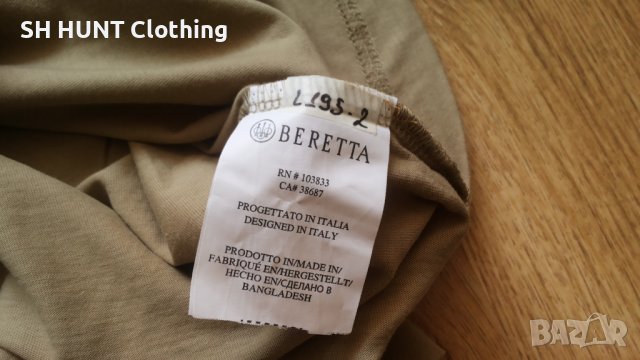 SH HUNT Clothing
L195-2
BERETTA
RN # 103833
CA# 38687
PROGETTATO IN ITALIA
DESIGNED IN ITALY
PRODOTTO IN/MADE IN/
FABRIQUÉ EN/HERGESTELLT/
HECHO EN/СДЕЛАНО В
BANGLADESH
BAZAR